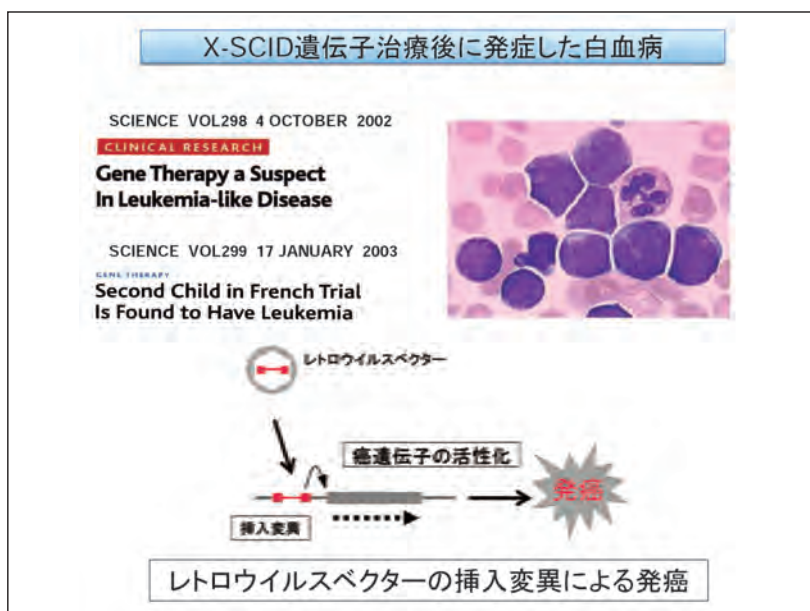 X-SCID遺伝子治療後に発症した白血病
SCIENCE VOL298 4 OCTOBER 2002
CLINICAL RESEARCH
Gene Therapy a Suspect
In Leukemia-like Disease
SCIENCE VOL299 17 JANUARY 2003
GENE THERAPY
Second Child in French Trial
Is Found to Have Leukemia
レトロウイルスベクター
癌遺伝子の活性化
発癌
挿入変異
レトロウイルスベクターの挿入変異による発癌